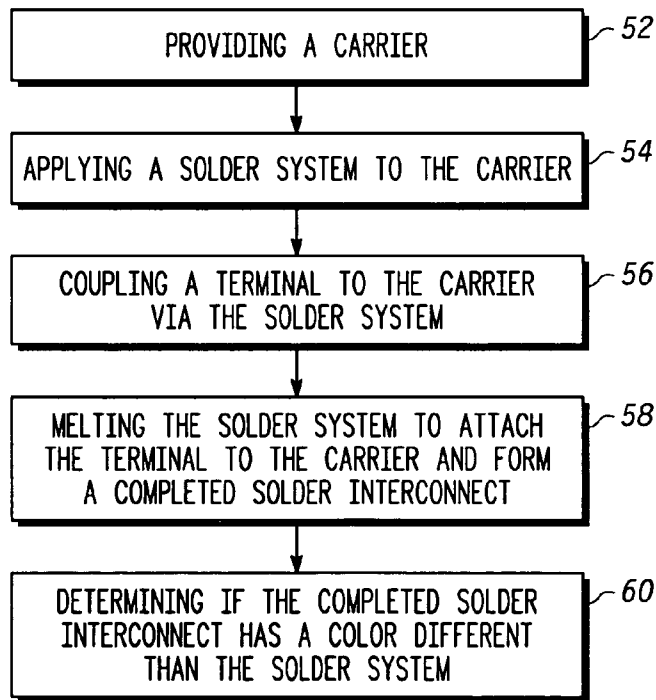 PROVIDING A CARRIER
52
APPLYING A SOLDER SYSTEM TO THE CARRIER
54
COUPLING A TERMINAL TO THE CARRIER
VIA THE SOLDER SYSTEM
56
MELTING THE SOLDER SYSTEM TO ATTACH
THE TERMINAL TO THE CARRIER AND FORM
A COMPLETED SOLDER INTERCONNECT
58
DETERMINING IF THE COMPLETED SOLDER
INTERCONNECT HAS A COLOR DIFFERENT
THAN THE SOLDER SYSTEM
60